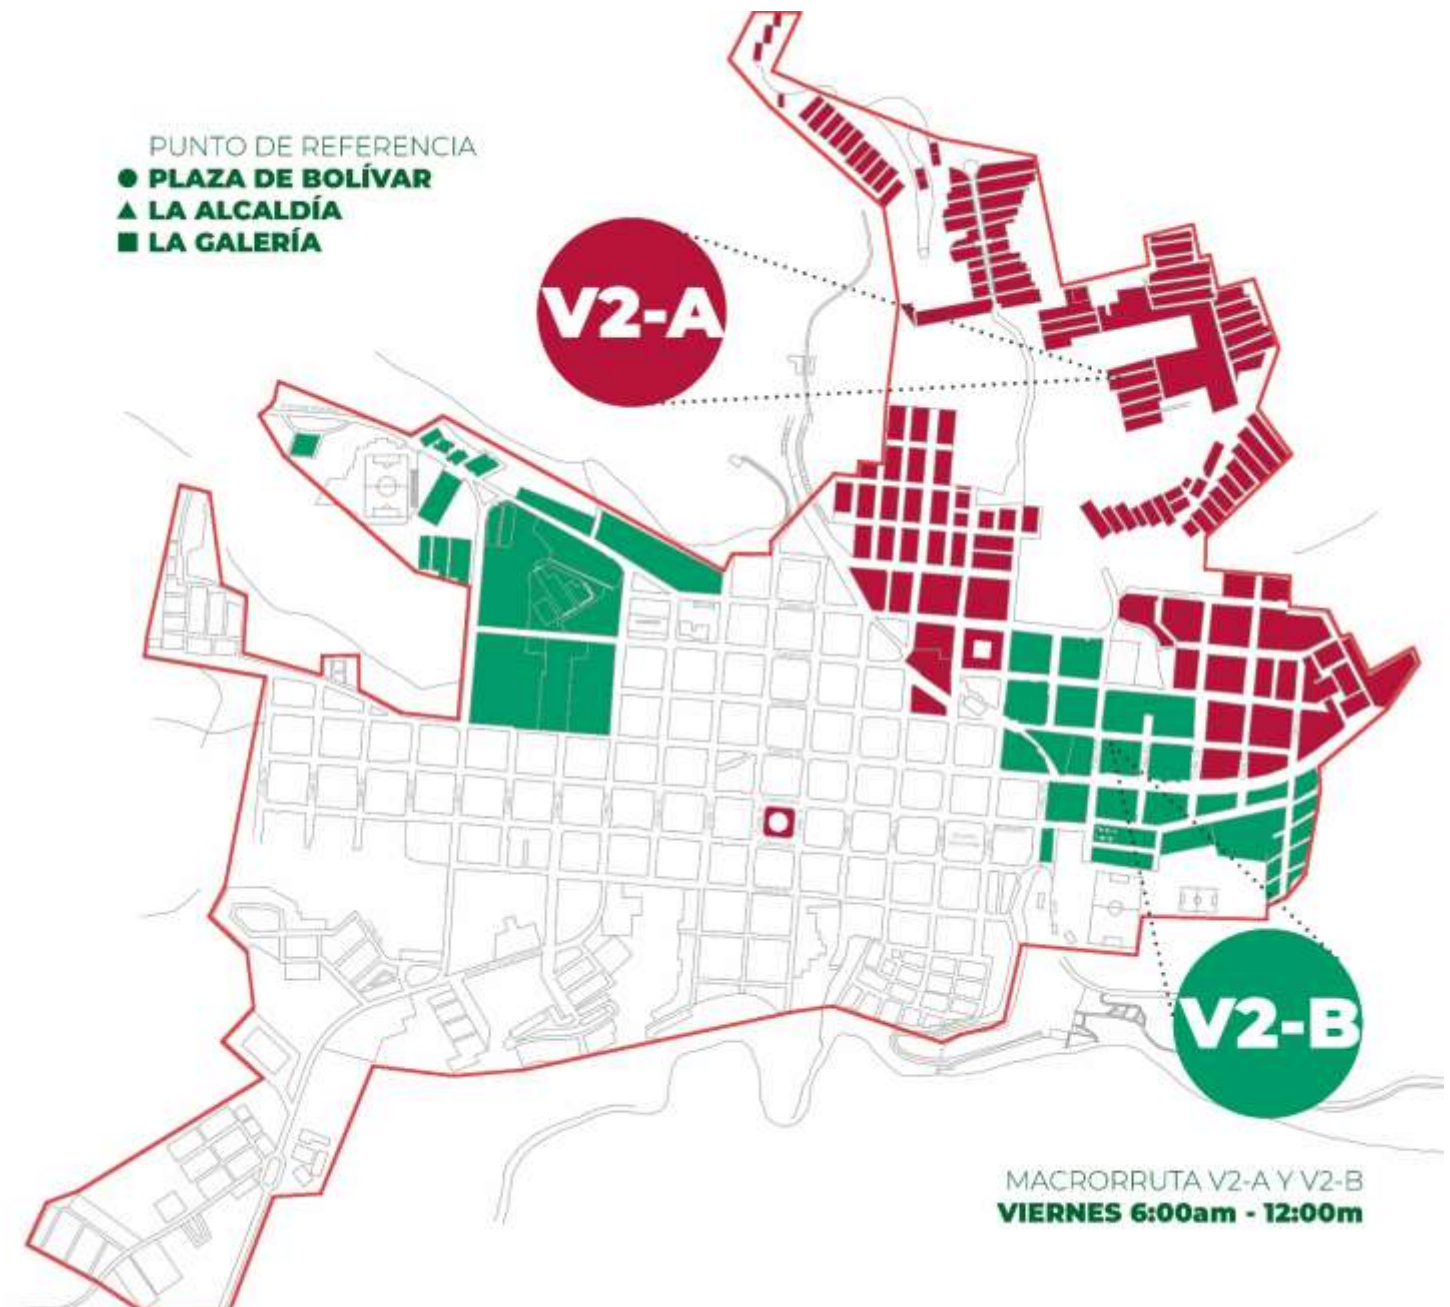 PUNTO DE REFERENCIA
● PLAZA DE BOLÍVAR
▲ LA ALCALDÍA
■ LA GALERÍA
V2-A
V2-B
MACRORRUTA V2-A Y V2-B
VIERNES 6:00am - 12:00m